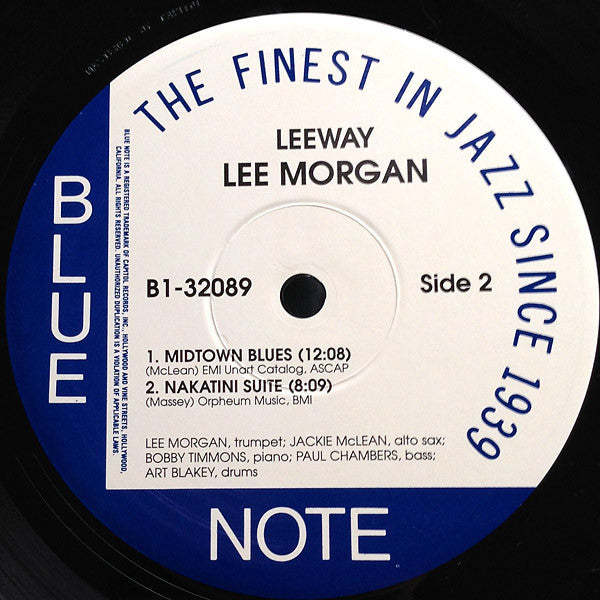 THE FINEST IN JAZZ SINCE 1939
LEEWAY
LEE MORGAN
B1-32089
Side 2
1. MIDTOWN BLUES (12:08)
(McLean) EMI Unart Catalog, ASCAP
2. NAKATINI SUITE (8:09)
(Massey) Orpheum Music, BMI
LEE MORGAN, trumpet; JACKIE McLEAN, alto sax;
BOBBY TIMMONS, piano; PAUL CHAMBERS, bass;
ART BLAKEY, drums
BLUE
NOTE
BLUE NOTE IS A REGISTERED TRADEMARK OF CAPITOL RECORDS, INC., HOLLYWOOD AND VINE STREETS, HOLLYWOOD,
CALIFORNIA. ALL RIGHTS RESERVED. UNAUTHORIZED DUPLICATION IS A VIOLATION OF APPLICABLE LAWS.